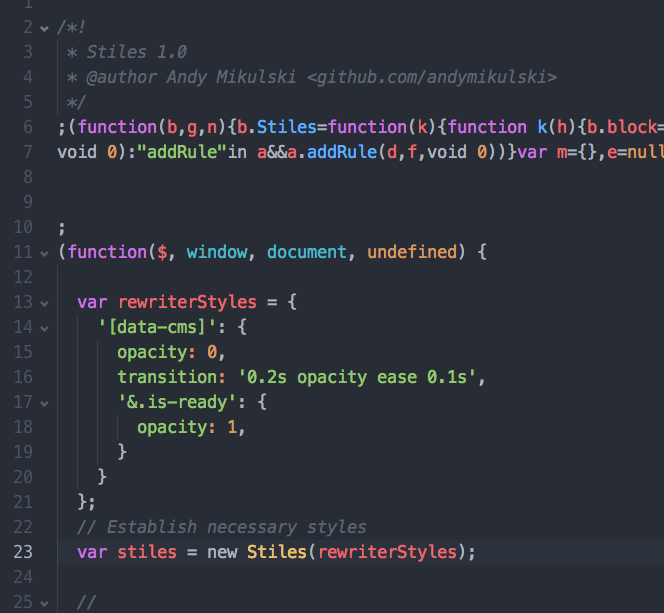 1
2 /*!
3 * Stiles 1.0
4 * @author Andy Mikulski <github.com/andymikulski>
5 */
6 ;(function(b,g,n){b.Stiles=function(k){function k(h){b.block=
7 void 0):"addRule"in a&&a.addRule(d,f,void 0))}var m={},e=null
8
9
10 ;
11 (function($, window, document, undefined) {
12
13 var rewriterStyles = {
14 '[data-cms]': {
15 opacity: 0,
16 transition: '0.2s opacity ease 0.1s',
17 '&.is-ready': {
18 opacity: 1,
19 }
20 }
21 };
22 // Establish necessary styles
23 var stiles = new Stiles(rewriterStyles);
24
25 //